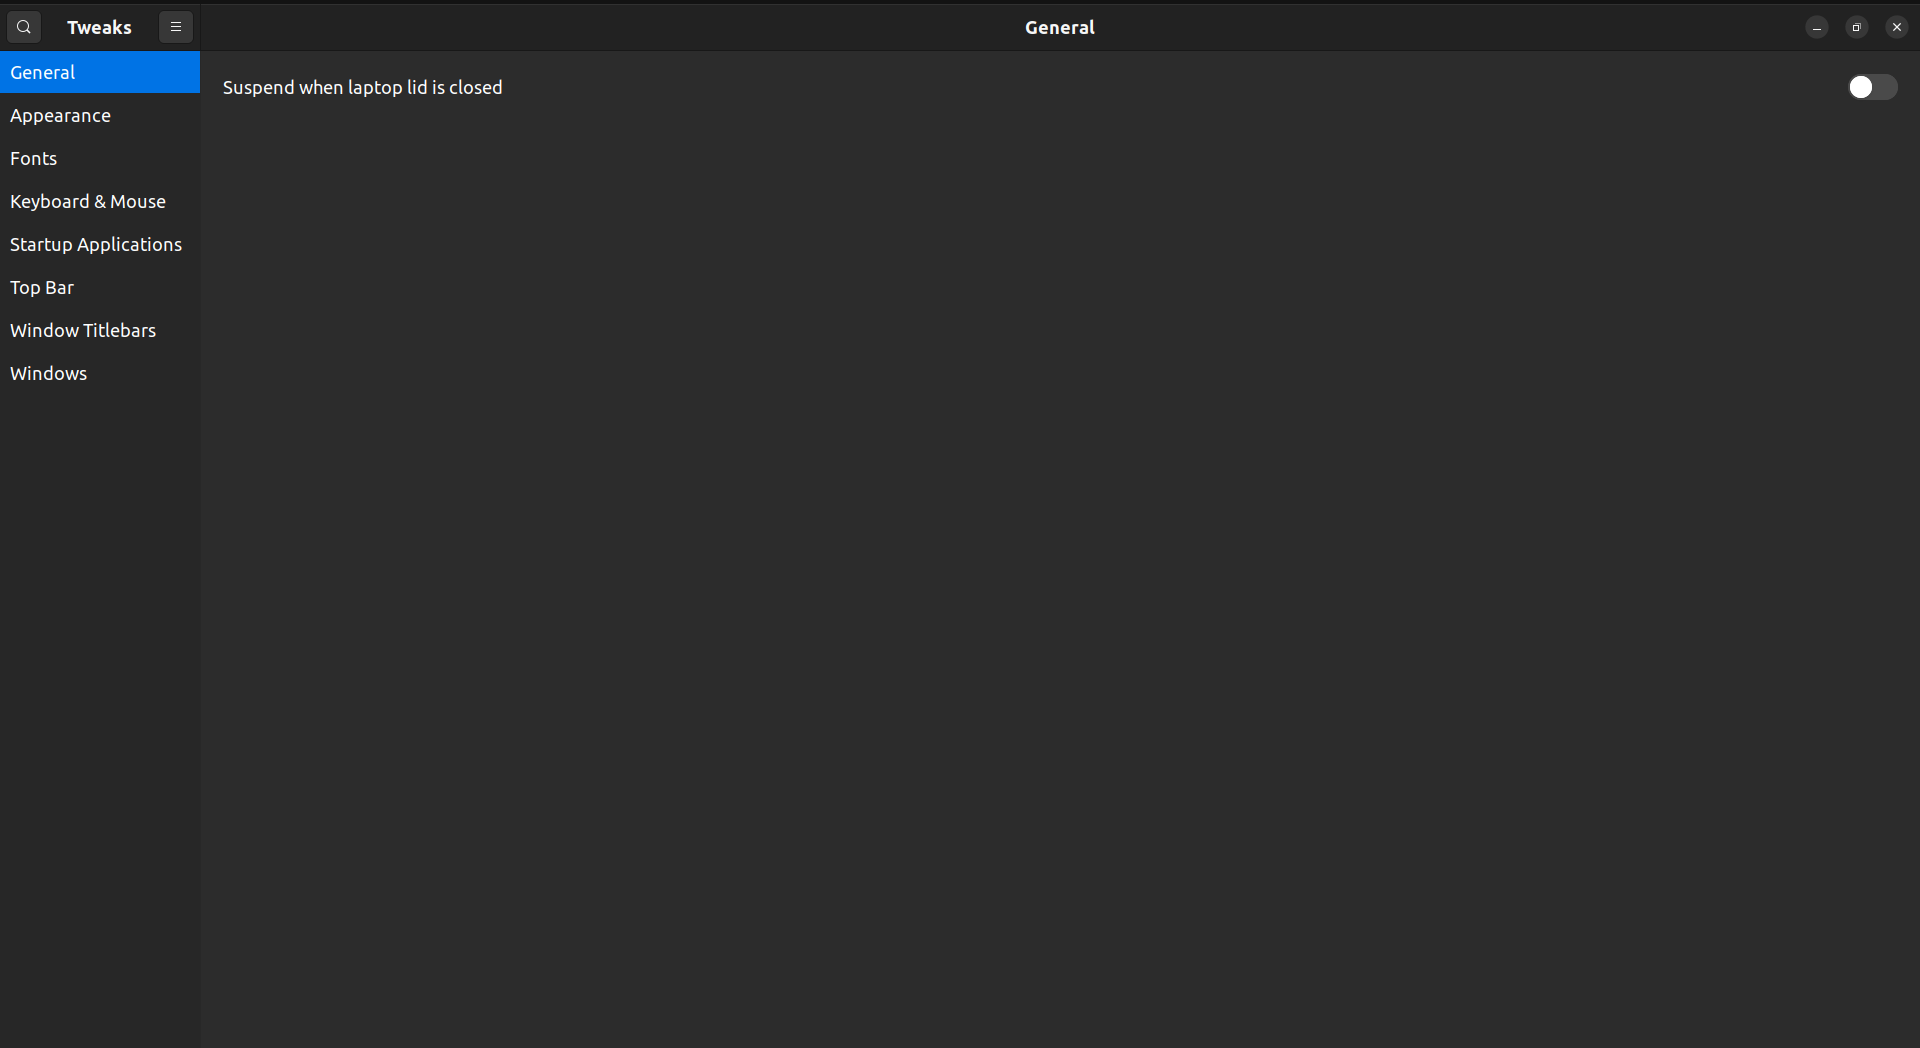 Tweaks
General
General
Appearance
Fonts
Keyboard & Mouse
Startup Applications
Top Bar
Window Titlebars
Windows
Suspend when laptop lid is closed